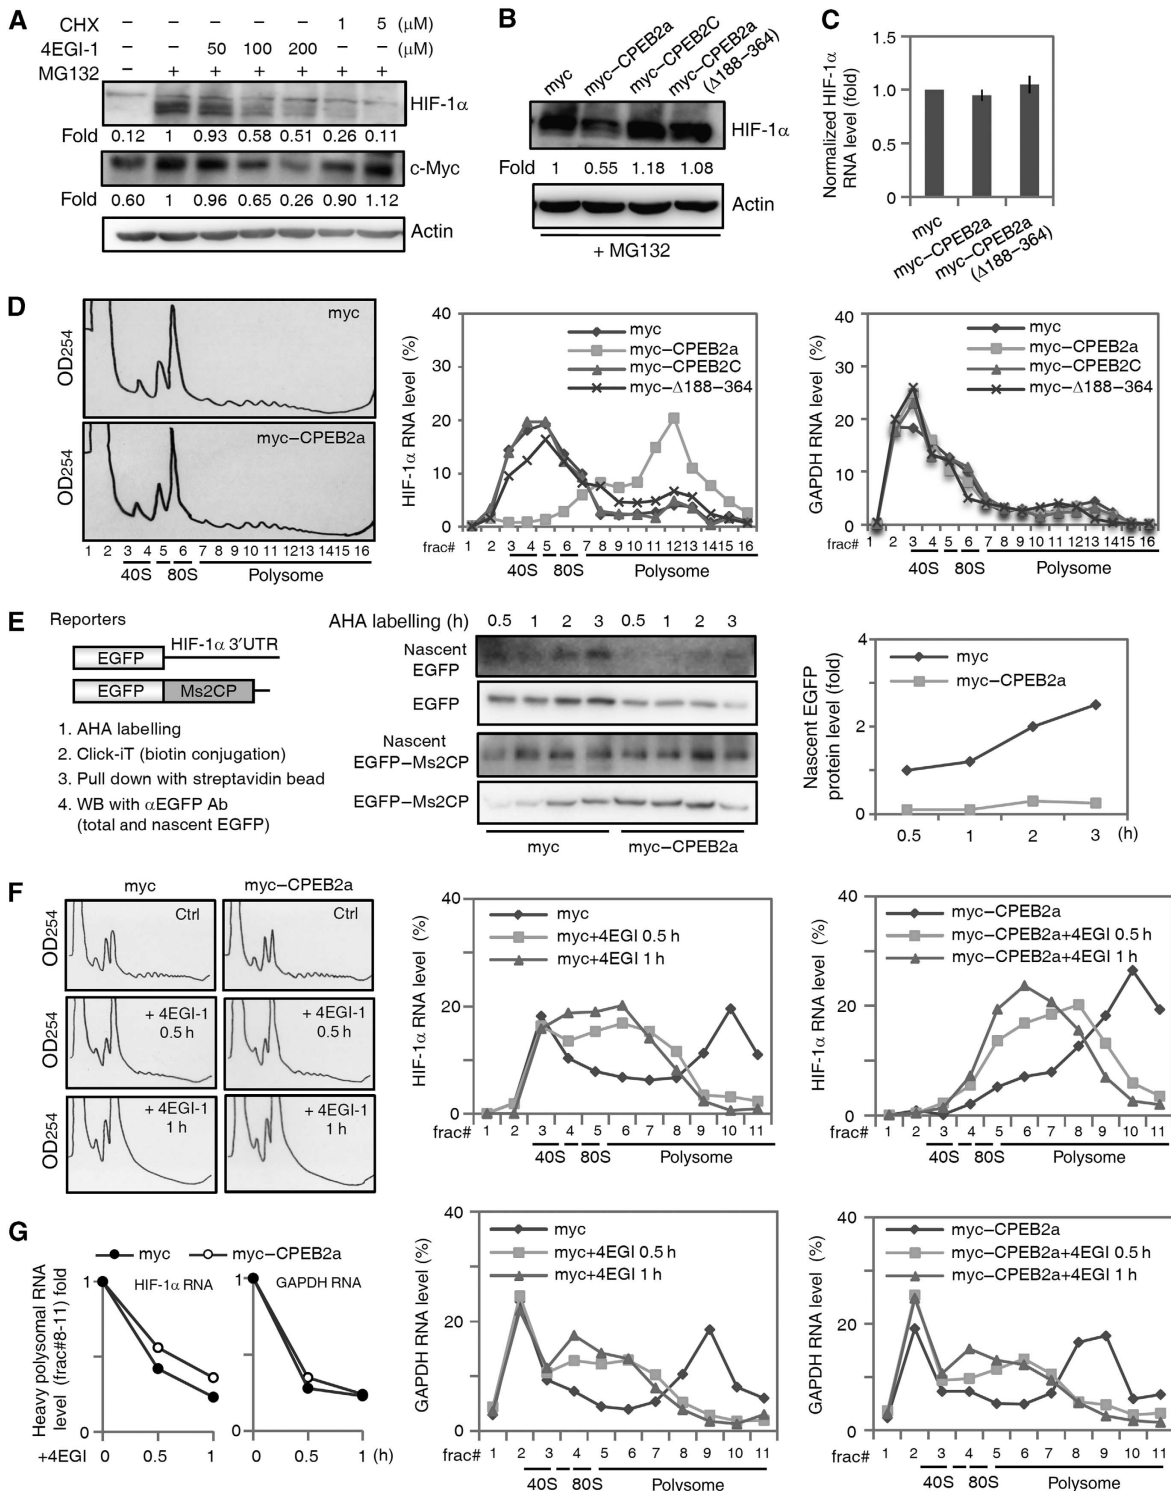 A
CHX – – – – – 1 5 (μM)
4EGI-1 – – 50 100 200 – – (μM)
MG132 – + + + + + +
HIF-1α
Fold 0.12 1 0.93 0.58 0.51 0.26 0.11
c-Myc
Fold 0.60 1 0.96 0.65 0.26 0.90 1.12
Actin
B
myc
myc–CPEB2a
myc–CPEB2C
myc–CPEB2a
(Δ188–364)
HIF-1α
Fold 1 0.55 1.18 1.08
Actin
+ MG132
C
Normalized HIF-1α
RNA level (fold)
1.5
1.0
0.5
0
myc
myc–CPEB2a
myc–CPEB2a
(Δ188–364)
D
OD254
myc
OD254
myc–CPEB2a
1 2 3 4 5 6 7 8 9 10 11 1213 1415 16
40S 80S Polysome
HIF-1α RNA level (%)
40
30
20
10
0
myc
myc–CPEB2a
myc–CPEB2C
myc–Δ188–364
frac# 1 2 3 4 5 6 7 8 9 10 11 1213 1415 16
40S 80S Polysome
GAPDH RNA level (%)
40
30
20
10
0
myc
myc–CPEB2a
myc–CPEB2C
myc–Δ188–364
frac# 1 2 3 4 5 6 7 8 9 10 11 1213 1415 16
40S 80S Polysome
E
Reporters
EGFP HIF-1α 3′UTR
EGFP Ms2CP
1. AHA labelling
2. Click-iT (biotin conjugation)
3. Pull down with streptavidin bead
4. WB with αEGFP Ab
(total and nascent EGFP)
AHA labelling (h) 0.5 1 2 3 0.5 1 2 3
Nascent
EGFP
EGFP
Nascent
EGFP–Ms2CP
EGFP–Ms2CP
myc myc–CPEB2a
Nascent EGFP
protein level (fold)
4
2
0
myc
myc–CPEB2a
0.5 1 2 3 (h)
F
myc myc–CPEB2a
OD254
Ctrl Ctrl
OD254
+ 4EGI-1 + 4EGI-1
0.5 h 0.5 h
OD254
+ 4EGI-1 + 4EGI-1
1 h 1 h
HIF-1α RNA level (%)
40
20
0
myc
myc+4EGI 0.5 h
myc+4EGI 1 h
frac# 1 2 3 4 5 6 7 8 9 10 11
40S 80S Polysome
HIF-1α RNA level (%)
40
20
0
myc–CPEB2a
myc–CPEB2a+4EGI 0.5 h
myc–CPEB2a+4EGI 1 h
frac# 1 2 3 4 5 6 7 8 9 10 11
40S 80S Polysome
G
myc myc–CPEB2a
Heavy polysomal RNA
level (frac#8-11) fold
1
0
HIF-1α RNA
1
0
GAPDH RNA
+4EGI 0 0.5 1 0 0.5 1 (h)
GAPDH RNA level (%)
40
20
0
myc
myc+4EGI 0.5 h
myc+4EGI 1 h
frac# 1 2 3 4 5 6 7 8 9 10 11
40S 80S Polysome
GAPDH RNA level (%)
40
20
0
myc–CPEB2a
myc–CPEB2a+4EGI 0.5 h
myc–CPEB2a+4EGI 1 h
frac# 1 2 3 4 5 6 7 8 9 10 11
40S 80S Polysome